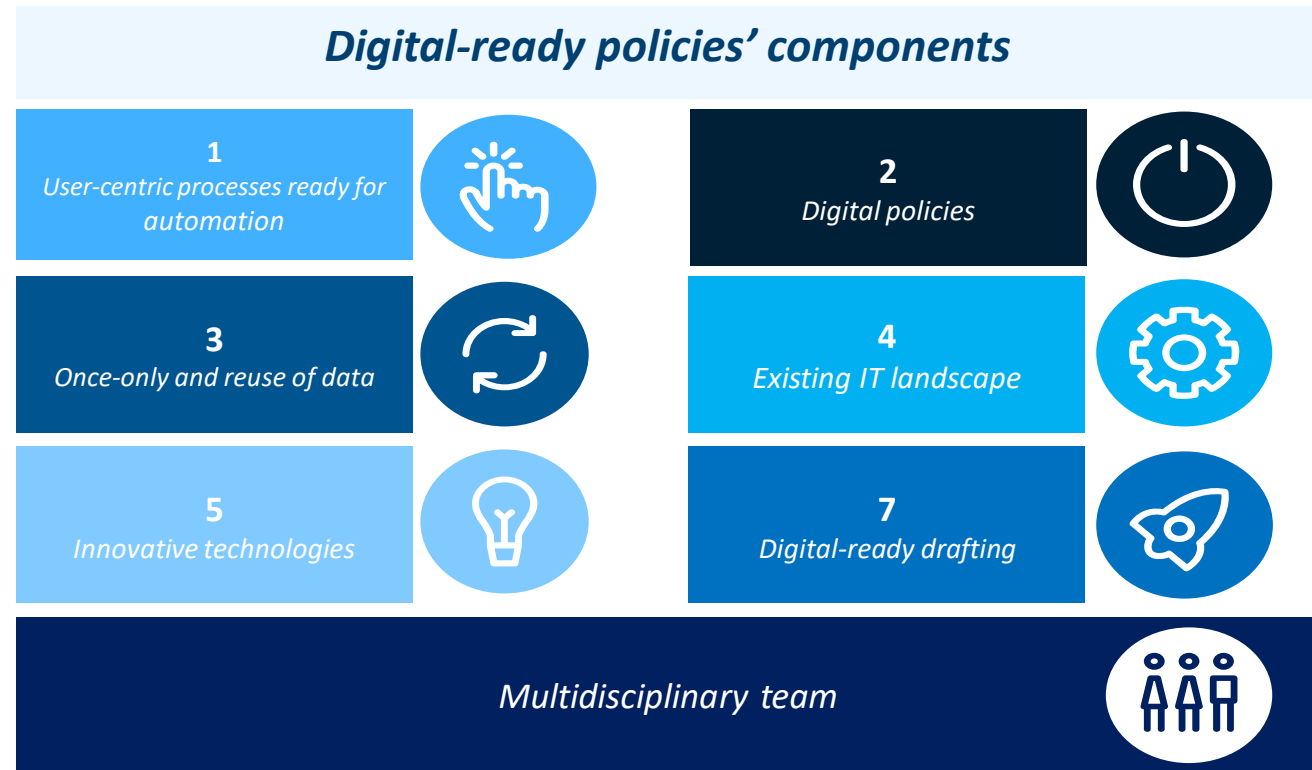 Digital-ready policies’ components
1
User-centric processes ready for
automation
2
Digital policies
3
Once-only and reuse of data
4
Existing IT landscape
5
Innovative technologies
7
Digital-ready drafting
Multidisciplinary team